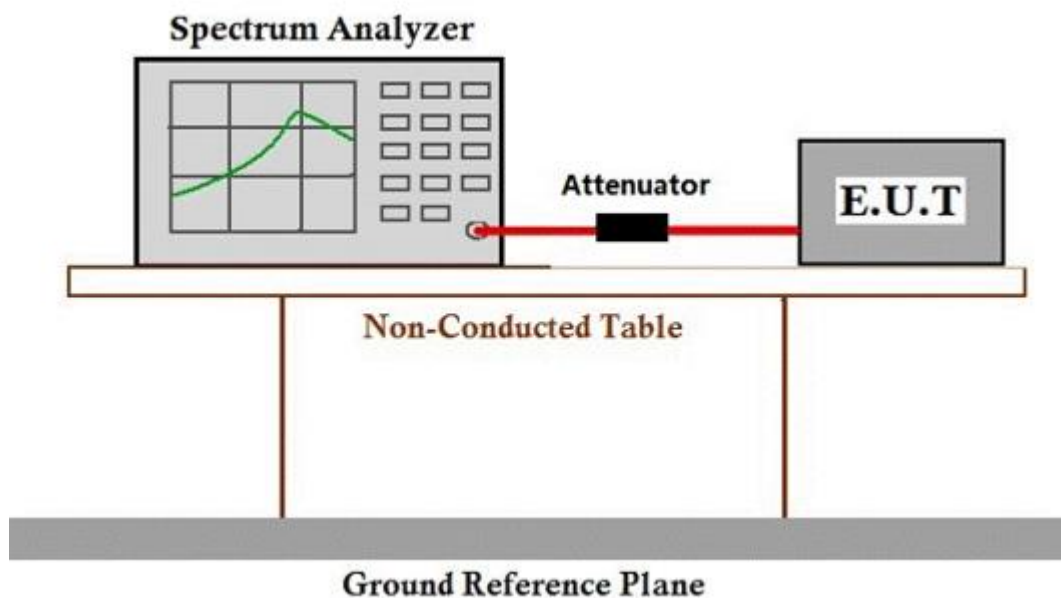 Spectrum Analyzer
Attenuator
E.U.T
Non-Conducted Table
Ground Reference Plane